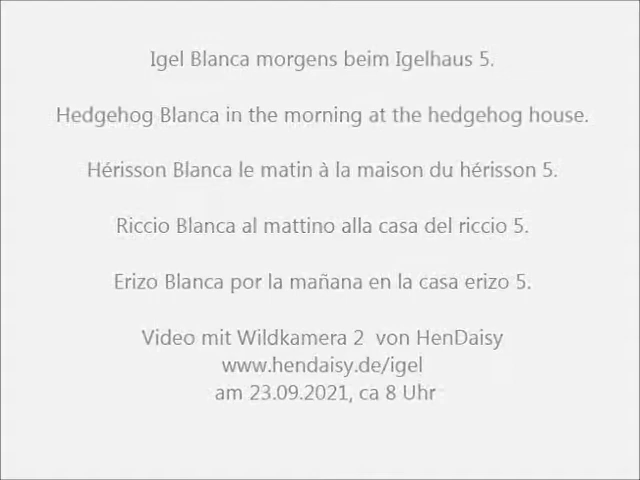 Igel Blanca morgens beim Igelhaus 5.
Hedgehog Blanca in the morning at the hedgehog house.
Hérisson Blanca le matin à la maison du hérisson 5.
Riccio Blanca al mattino alla casa del riccio 5.
Erizo Blanca por la mañana en la casa erizo 5.
Video mit Wildkamera 2 von HenDaisy
www.hendaisy.de/igel
am 23.09.2021, ca 8 Uhr